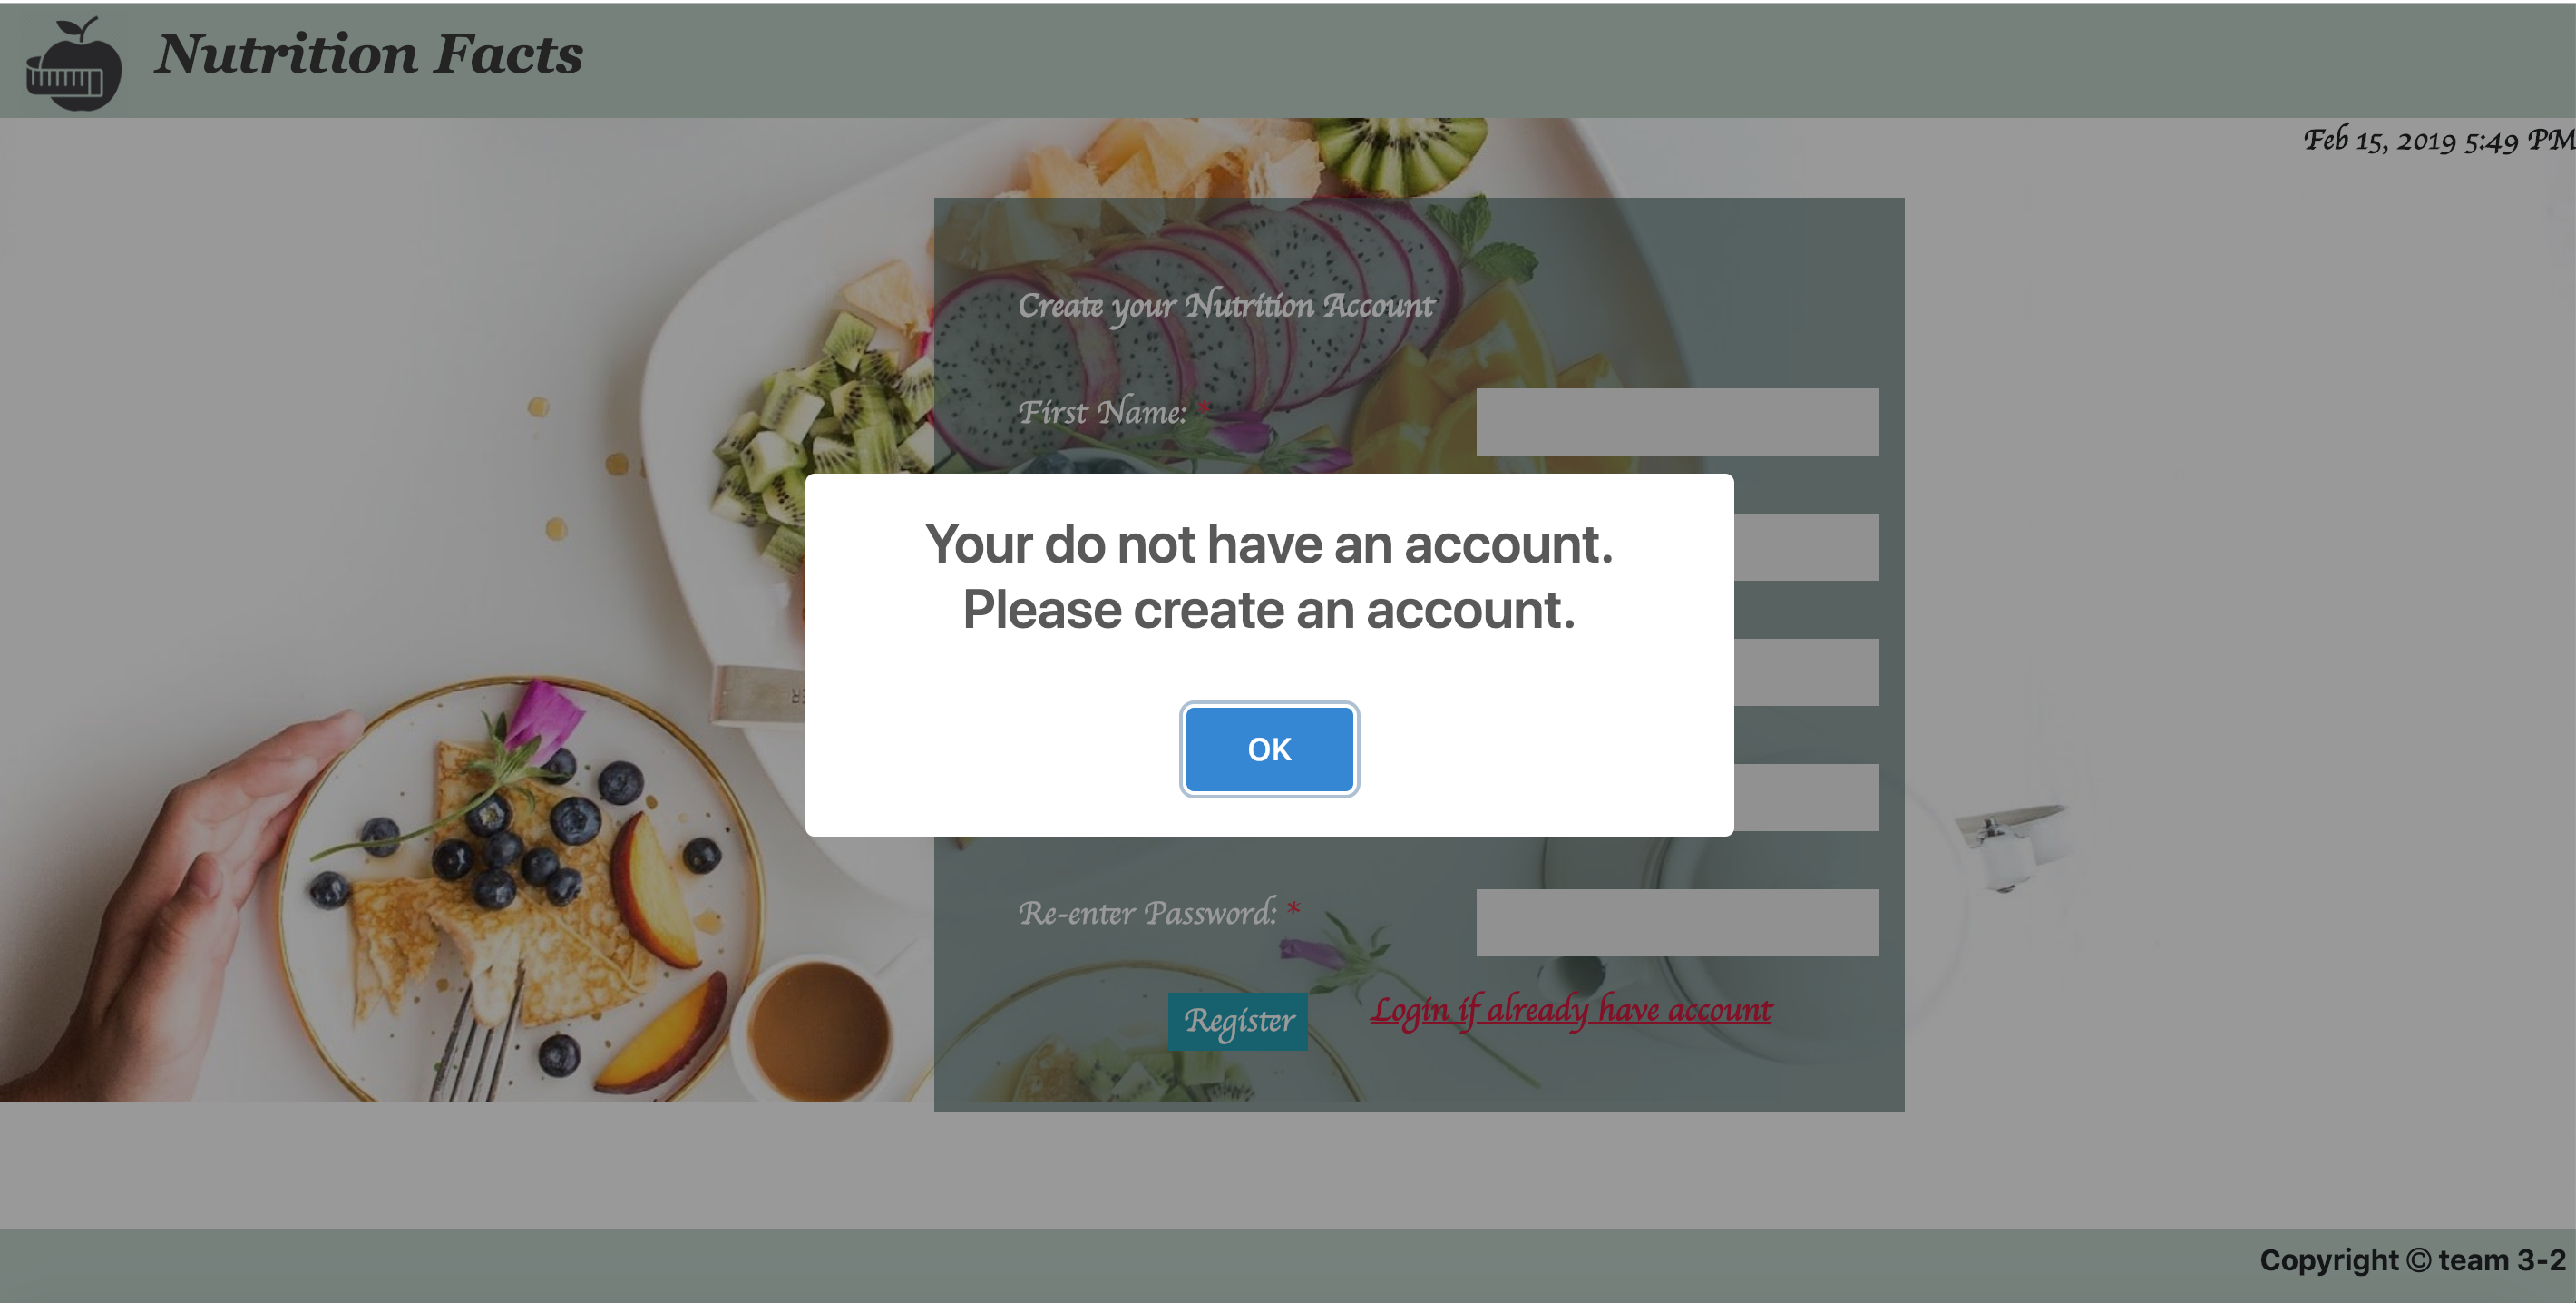 Nutrition Facts
Feb 15, 2019 5:49 PM
Create your Nutrition Account
First Name: *
Your do not have an account.
Please create an account.
OK
Re-enter Password: *
Register
Login if already have account
Copyright © team 3-2